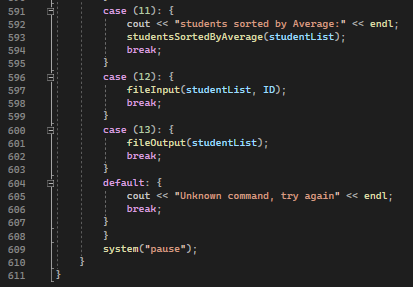 591 case (11): {
592 cout << "students sorted by Average:" << endl;
593 studentsSortedByAverage(studentList);
594 break;
595 }
596 case (12): {
597 fileInput(studentList, ID);
598 break;
599 }
600 case (13): {
601 fileOutput(studentList);
602 break;
603 }
604 default: {
605 cout << "Unknown command, try again" << endl;
606 break;
607 }
608 }
609 system("pause");
610 }
611 }